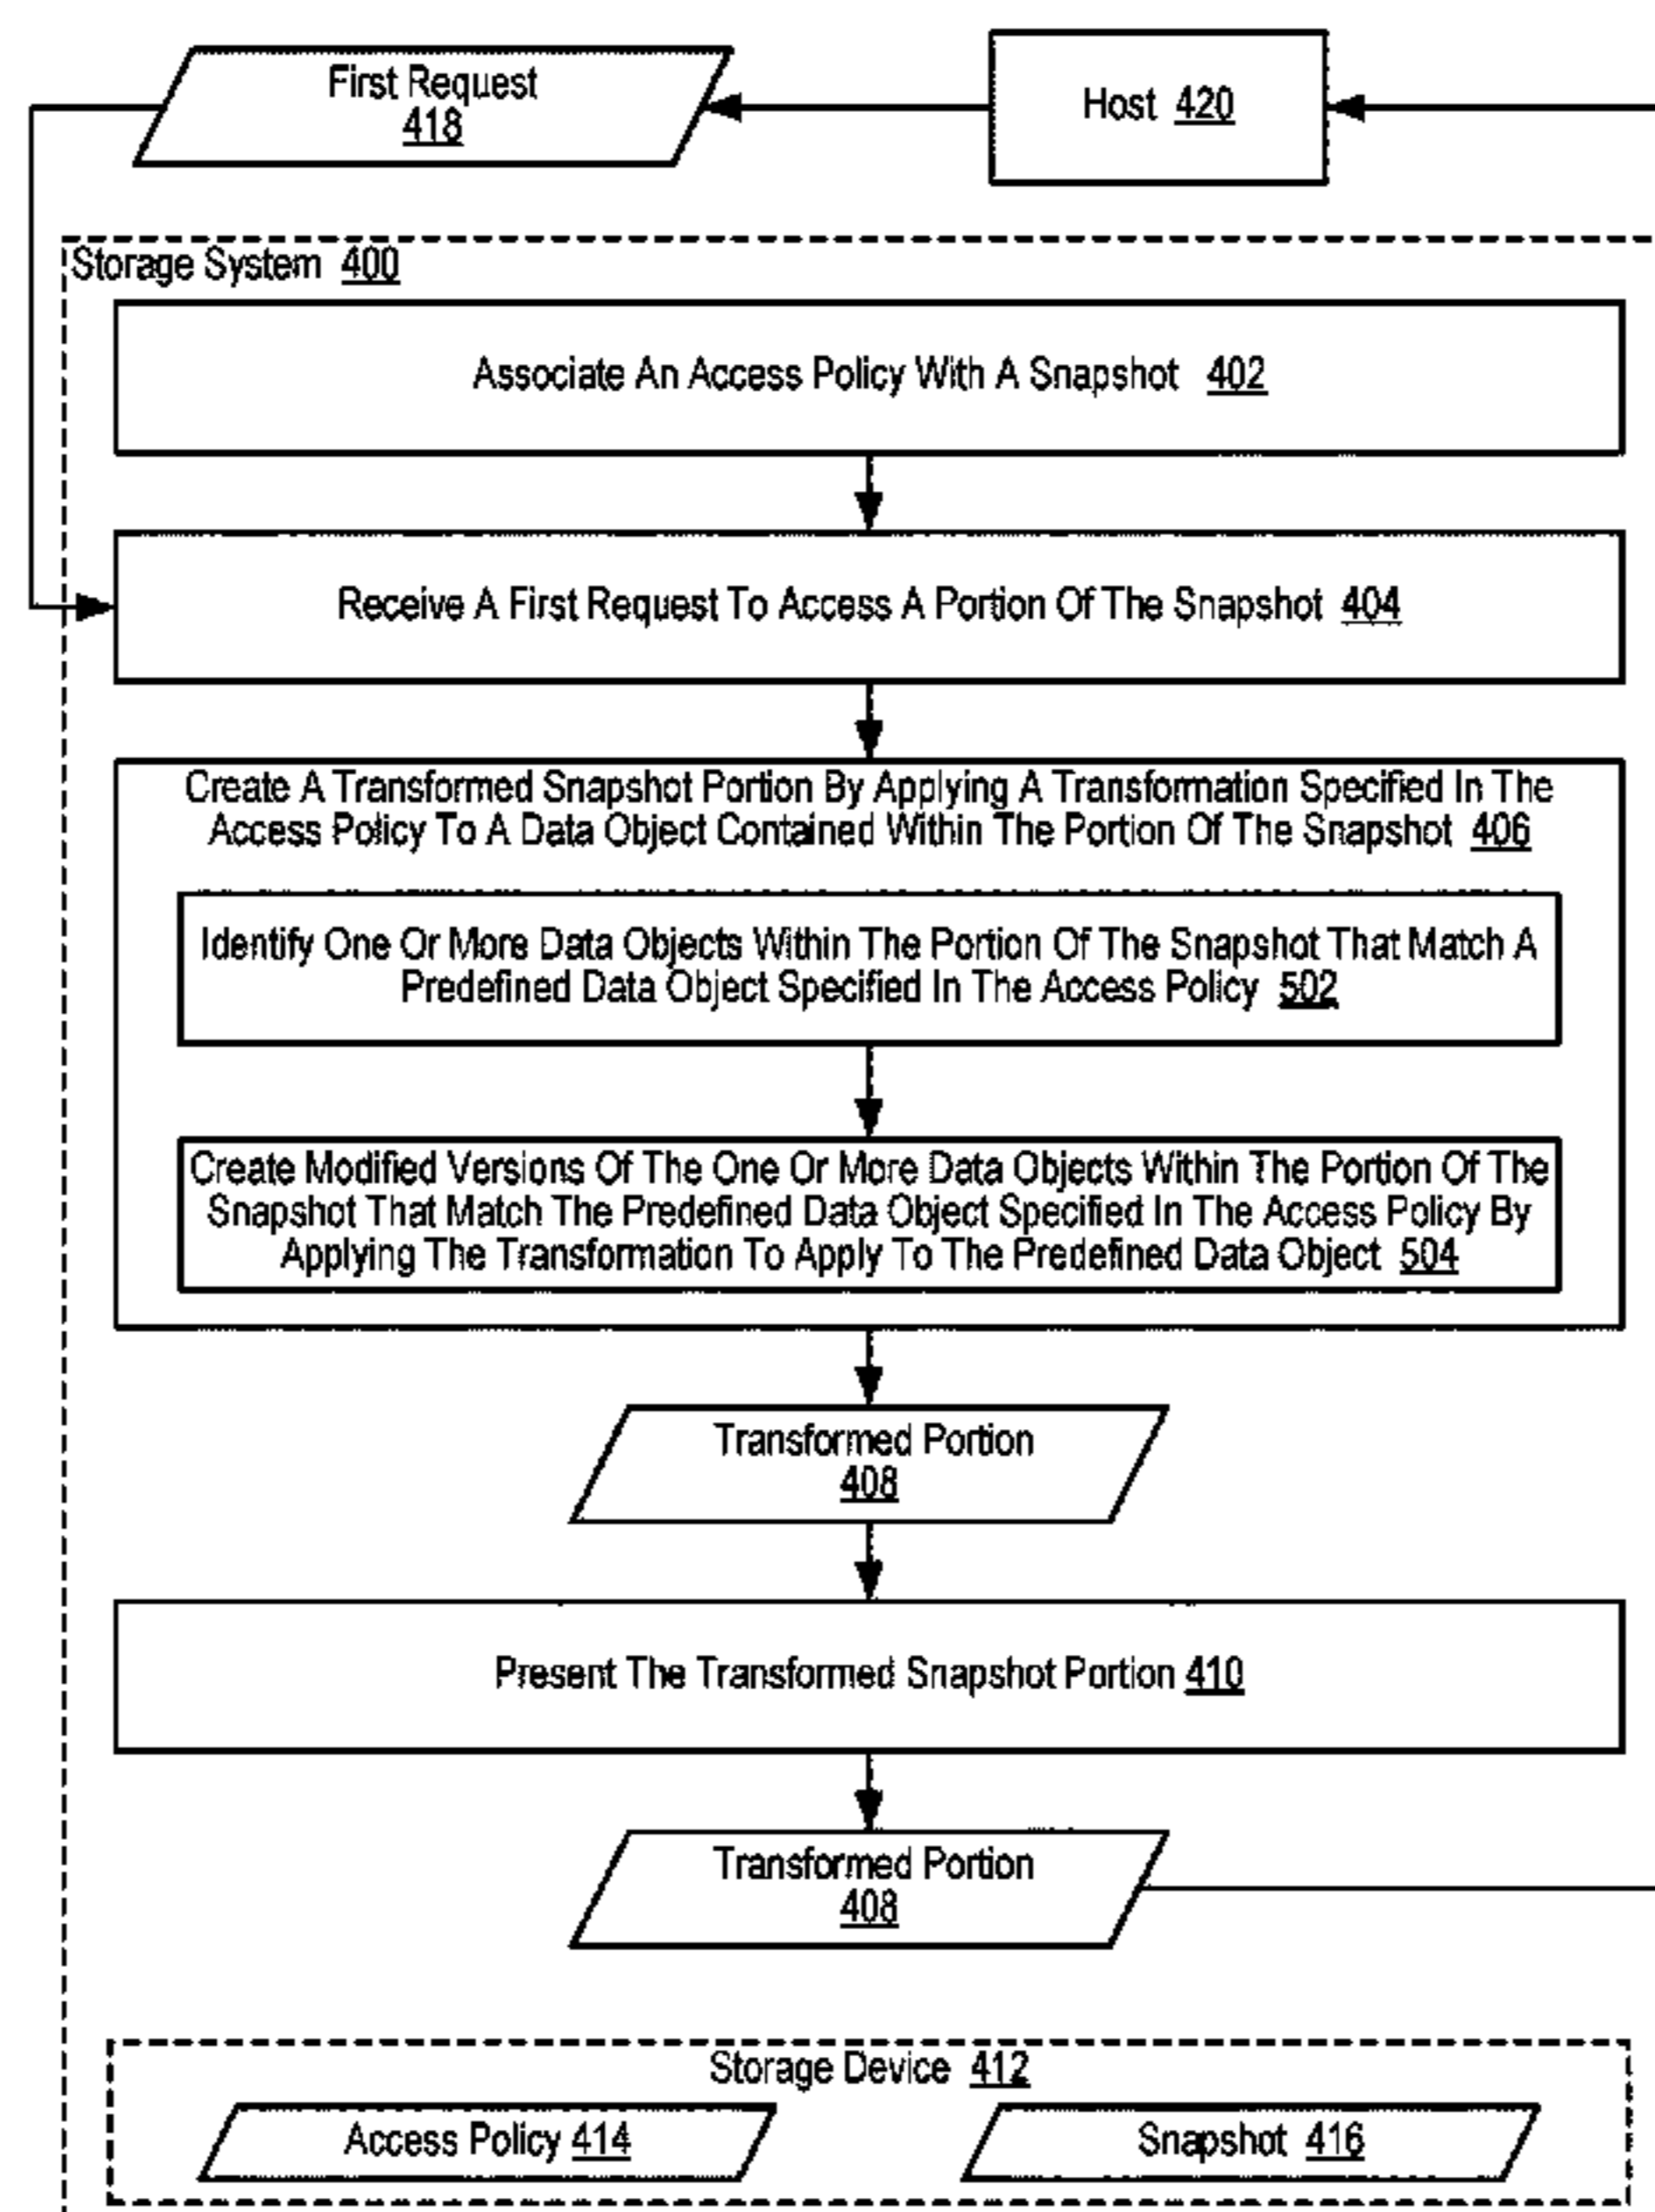 First Request
418
Host 420
Storage System 400
Associate An Access Policy With A Snapshot 402
Receive A First Request To Access A Portion Of The Snapshot 404
Create A Transformed Snapshot Portion By Applying A Transformation Specified In The
Access Policy To A Data Object Contained Within The Portion Of The Snapshot 406
Identify One Or More Data Objects Within The Portion Of The Snapshot That Match A
Predefined Data Object Specified In The Access Policy 502
Create Modified Versions Of The One Or More Data Objects Within The Portion Of The
Snapshot That Match The Predefined Data Object Specified In The Access Policy By
Applying The Transformation To Apply To The Predefined Data Object 504
Transformed Portion
408
Present The Transformed Snapshot Portion 410
Transformed Portion
408
Storage Device 412
Access Policy 414
Snapshot 416